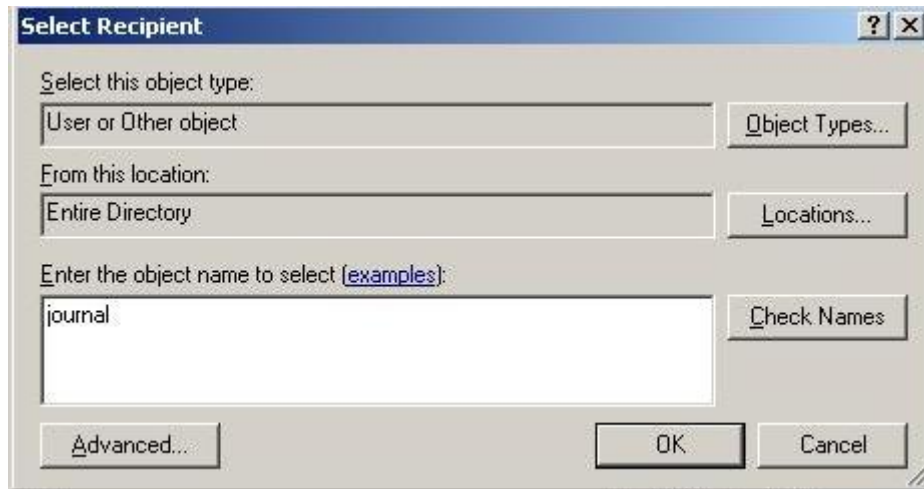 Select Recipient
Select this object type:
User or Other object
Object Types...
From this location:
Entire Directory
Locations...
Enter the object name to select (examples):
journal
Check Names
Advanced...
OK
Cancel